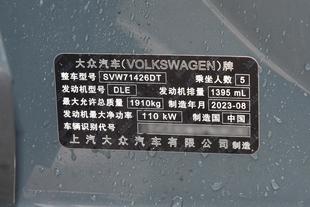 大众汽车(VOLKSWAGEN)牌
整车型号 SVW71426DT 乘坐人数 5
发动机型号 DLE 发动机排量 1395 mL
最大允许总质量 1910kg 制造年月 2023-08
发动机最大净功率 110 kW 制造国 中国
车辆识别代号
上汽大众汽车有限公司 制造